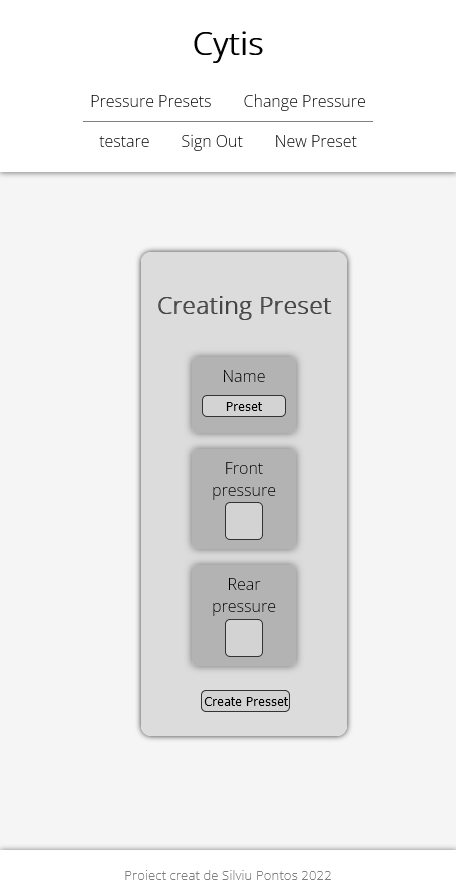 Cytis
Pressure Presets Change Pressure
testare Sign Out New Preset
Creating Preset
Name
Preset
Front
pressure
Rear
pressure
Create Presset
Proiect creat de Silviu Pontos 2022